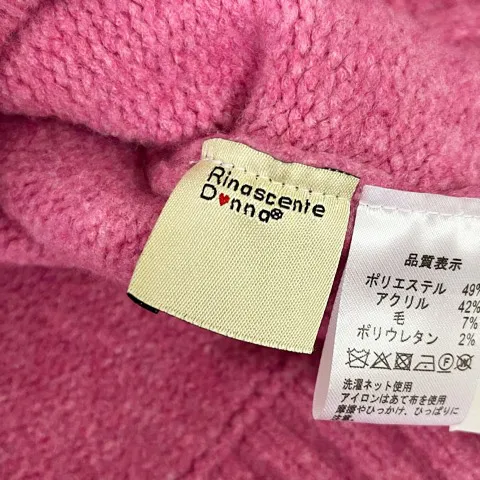 Rinascente
Donna®
品質表示
ポリエステル 49%
アクリル 42%
毛 7%
ポリウレタン 2%
洗濯ネット使用
アイロンはあて布を使用
摩擦やひっかけ、ひっぱりに
注意。